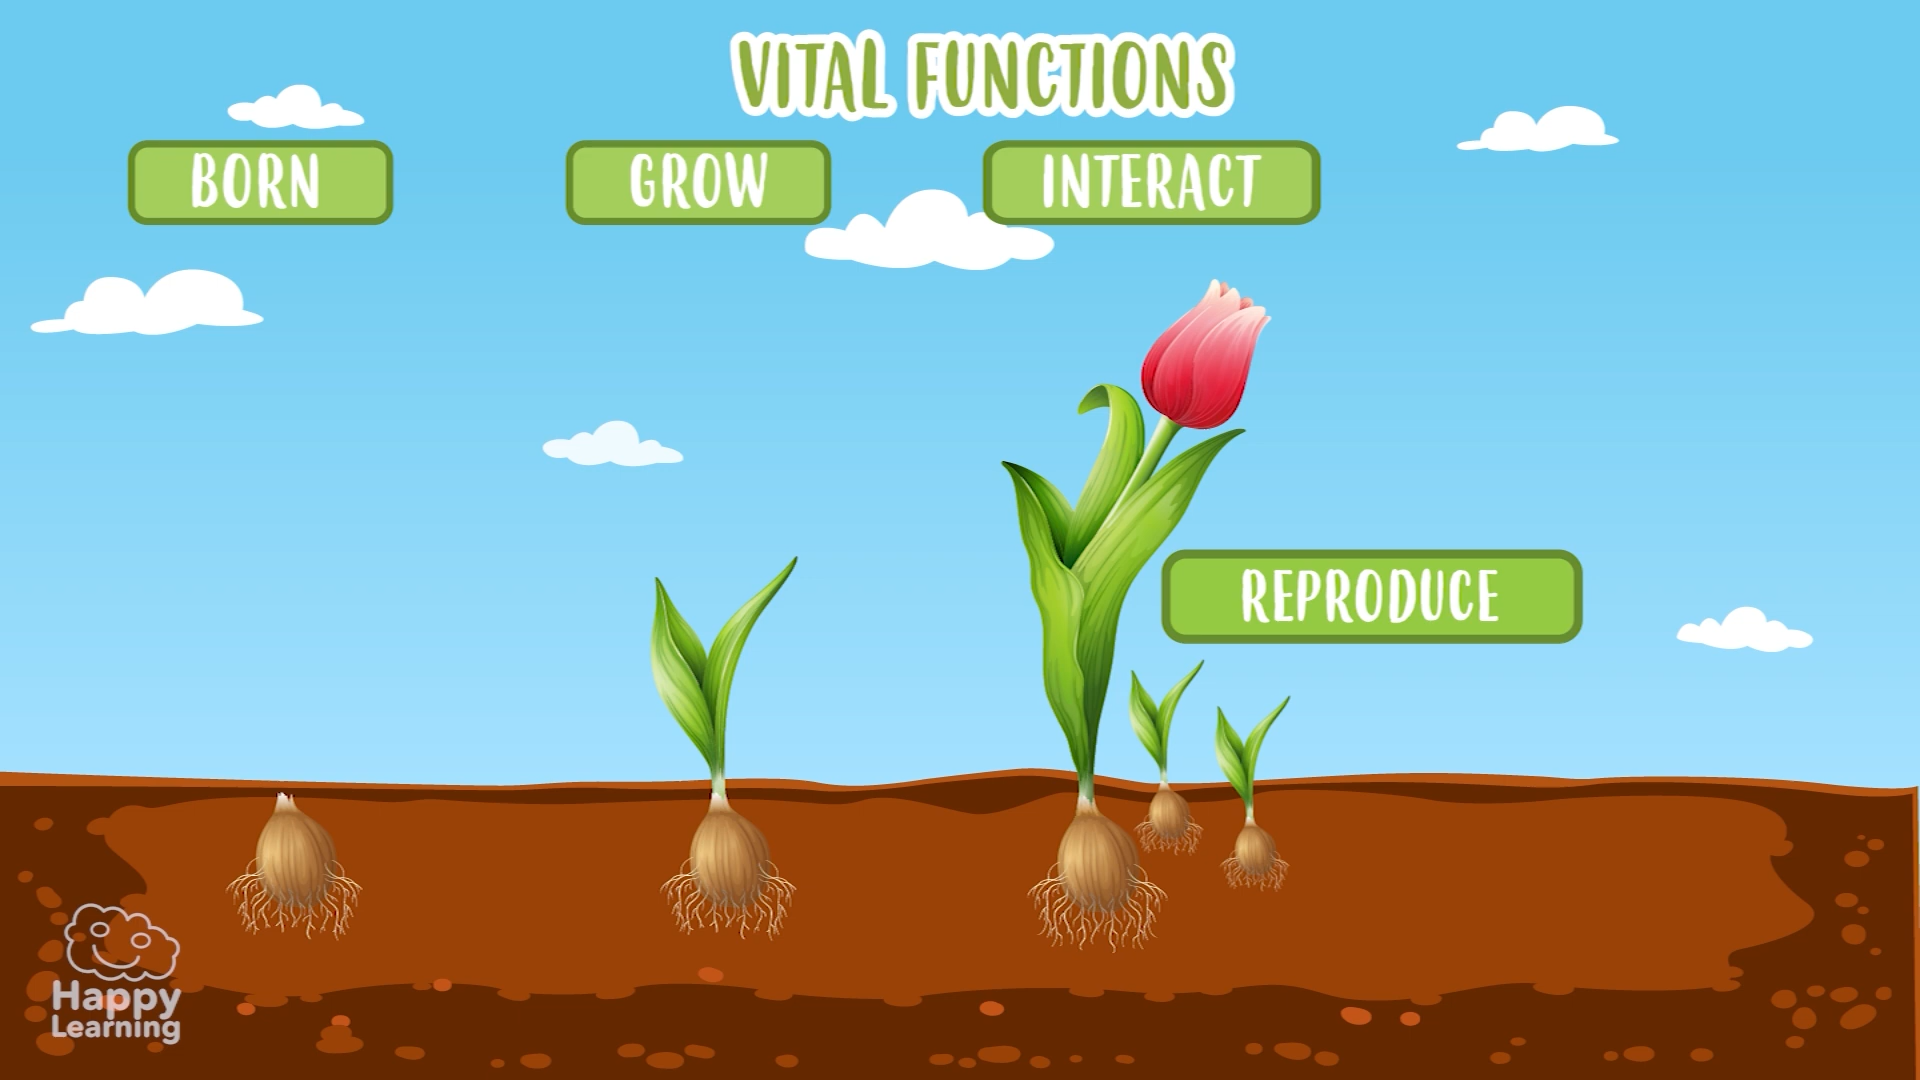 VITAL FUNCTIONS
BORN
GROW
INTERACT
REPRODUCE
Happy
Learning